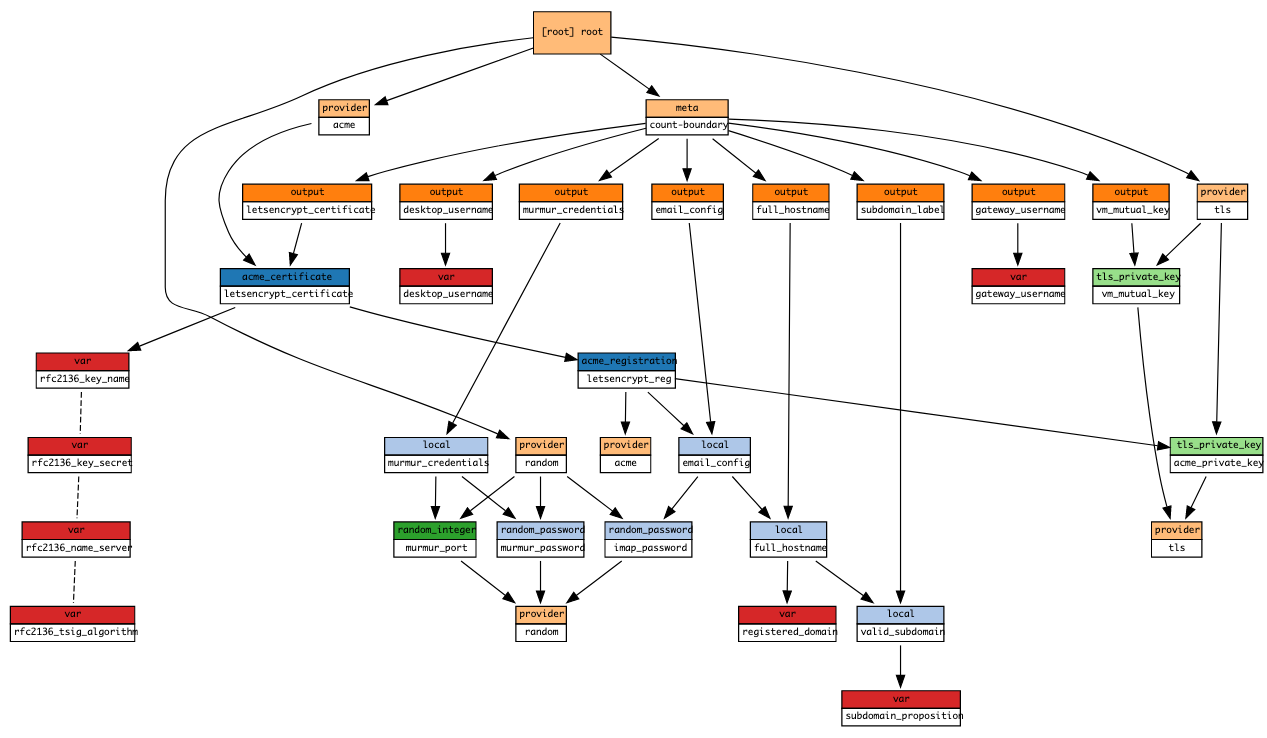 [root] root
provider
acme
meta
count-boundary
output
letsencrypt_certificate
output
desktop_username
output
murmur_credentials
output
email_config
output
full_hostname
output
subdomain_label
output
gateway_username
output
vm_mutual_key
provider
tls
acme_certificate
letsencrypt_certificate
var
desktop_username
var
gateway_username
tls_private_key
vm_mutual_key
var
rfc2136_key_name
acme_registration
letsencrypt_reg
var
rfc2136_key_secret
local
murmur_credentials
provider
random
provider
acme
local
email_config
tls_private_key
acme_private_key
var
rfc2136_name_server
random_integer
murmur_port
random_password
murmur_password
random_password
imap_password
local
full_hostname
provider
tls
var
rfc2136_tsig_algorithm
provider
random
var
registered_domain
local
valid_subdomain
var
subdomain_proposition